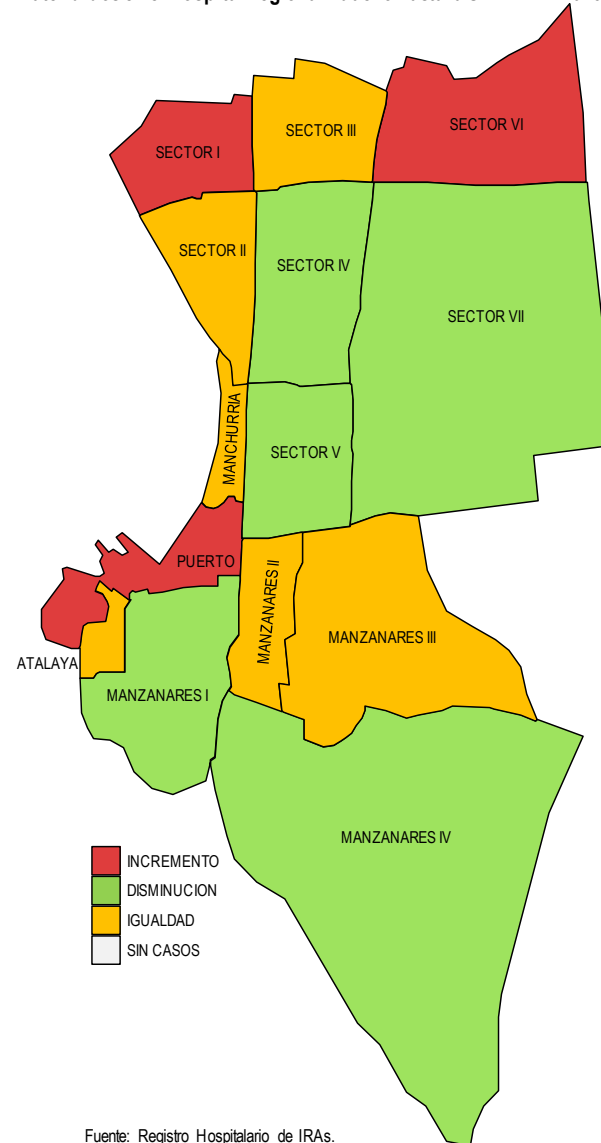 SECTOR VI
SECTOR III
SECTOR I
SECTOR II
SECTOR IV
SECTOR VII
MANCHURRIA
SECTOR V
PUERTO
MANZANARES II
MANZANARES III
ATALAYA
MANZANARES I
MANZANARES IV
INCREMENTO
DISMINUCION
IGUALDAD
SIN CASOS
Fuente: Registro Hospitalario de IRAs.